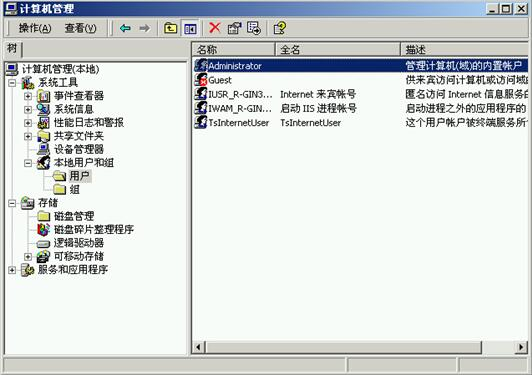 计算机管理
操作(A) 查看(V)
树
计算机管理(本地)
系统工具
事件查看器
系统信息
性能日志和警报
共享文件夹
设备管理器
本地用户和组
用户
组
存储
磁盘管理
磁盘碎片整理程序
逻辑驱动器
可移动存储
服务和应用程序
名称 全名 描述
Administrator 管理计算机(域)的内置帐户
Guest 供来宾访问计算机或访问域的
IUSR_R-GIN3... Internet 来宾帐号 匿名访问 Internet 信息服务的
IWAM_R-GIN... 启动 IIS 进程帐号 启动进程之外的应用程序的
TsInternetUser TsInternetUser 这个用户帐户被终端服务所